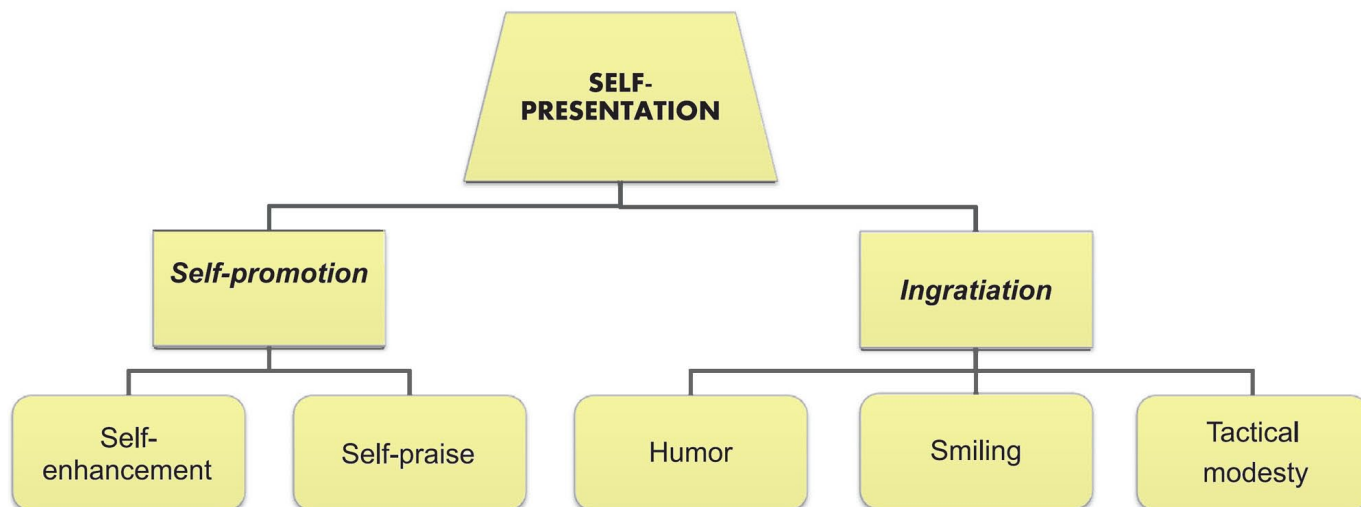 SELF-
PRESENTATION
Self-promotion
Ingratiation
Self-
enhancement
Self-praise
Humor
Smiling
Tactical
modesty